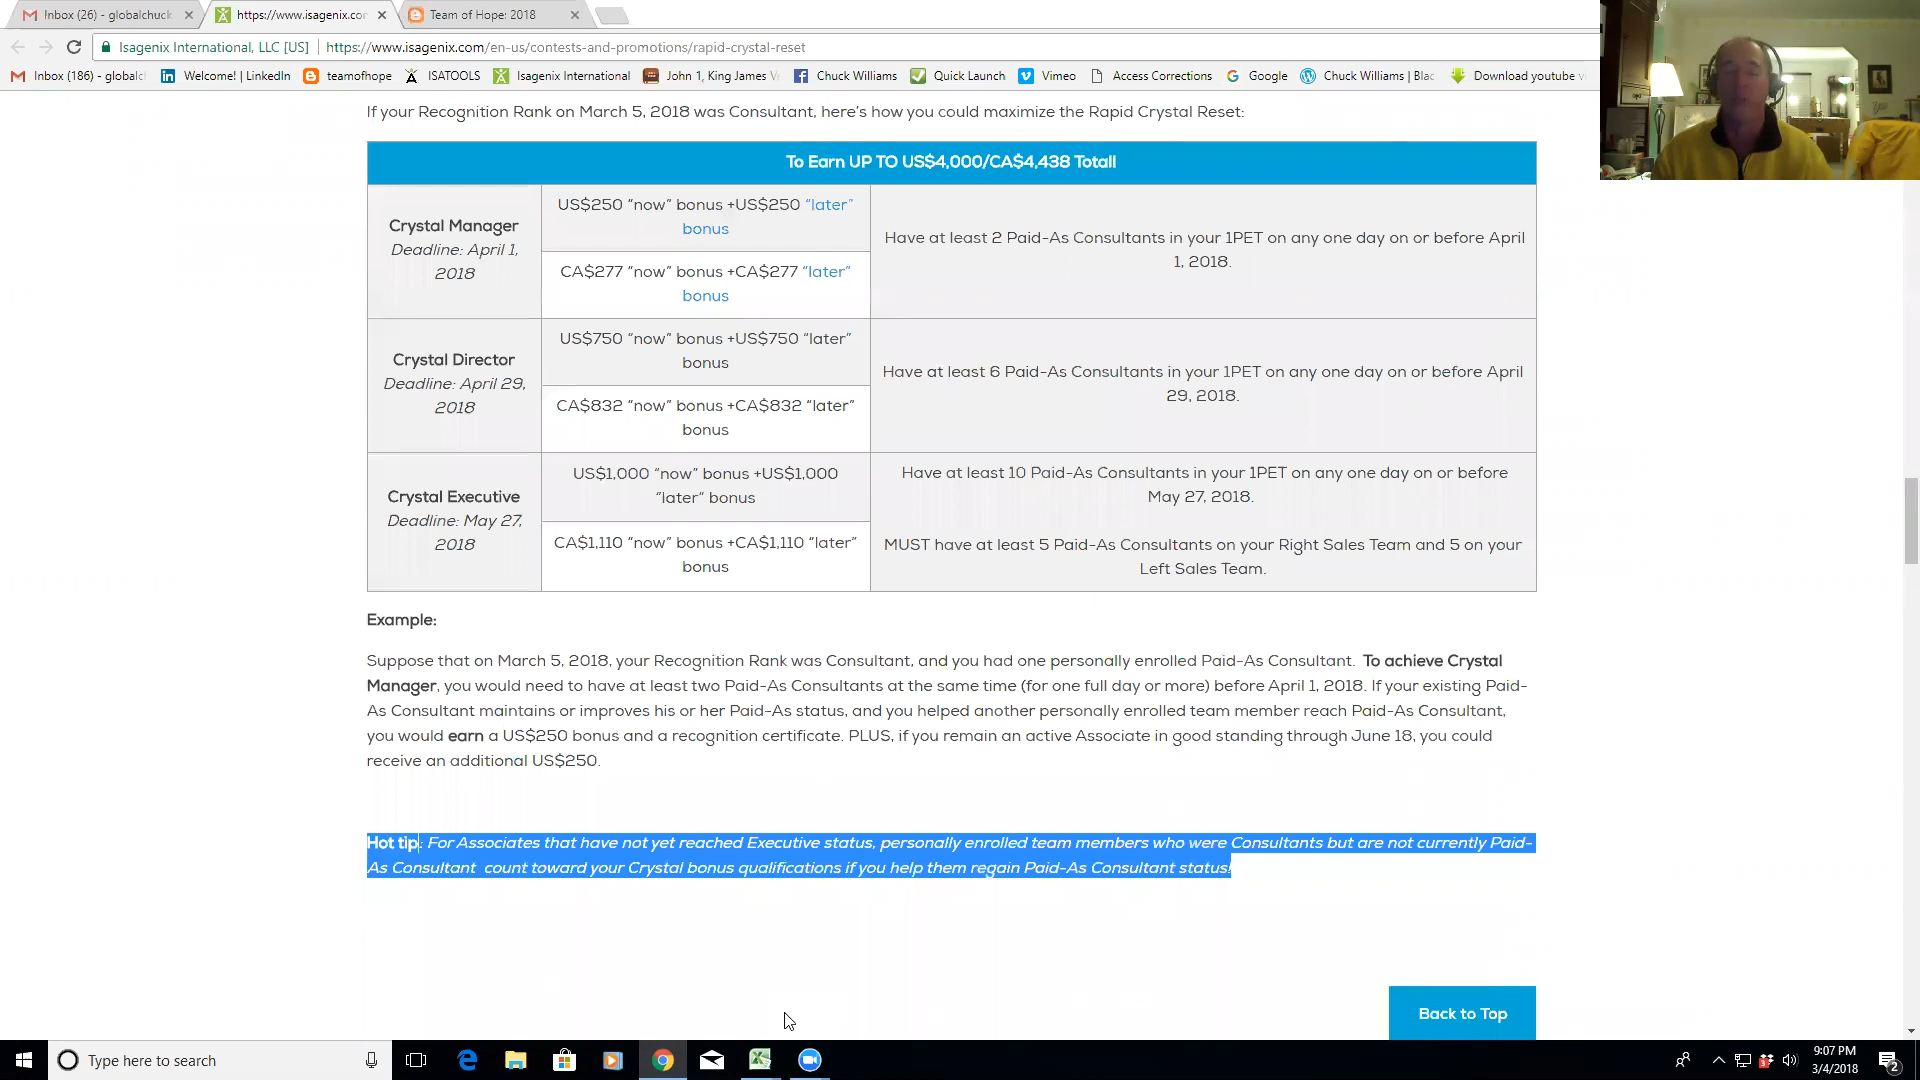 Inbox (26) - globalchuck
https://www.isagenix.co
Team of Hope: 2018
Isagenix International, LLC [US]
https://www.isagenix.com/en-us/contests-and-promotions/rapid-crystal-reset
Inbox (186) - globalc
Welcome! | LinkedIn
teamofhope
ISATOOLS
Isagenix International
John 1, King James V
Chuck Williams
Quick Launch
Vimeo
Access Corrections
Google
Chuck Williams | Blac
Download youtube v
If your Recognition Rank on March 5, 2018 was Consultant, here’s how you could maximize the Rapid Crystal Reset:
To Earn UP TO US$4,000/CA$4,438 Totall
Crystal Manager
Deadline: April 1,
2018
US$250 “now” bonus +US$250 “later”
bonus
CA$277 “now” bonus +CA$277 “later”
bonus
Have at least 2 Paid-As Consultants in your 1PET on any one day on or before April
1, 2018.
Crystal Director
Deadline: April 29,
2018
US$750 “now” bonus +US$750 “later”
bonus
CA$832 “now” bonus +CA$832 “later”
bonus
Have at least 6 Paid-As Consultants in your 1PET on any one day on or before April
29, 2018.
Crystal Executive
Deadline: May 27,
2018
US$1,000 “now” bonus +US$1,000
“later” bonus
CA$1,110 “now” bonus +CA$1,110 “later”
bonus
Have at least 10 Paid-As Consultants in your 1PET on any one day on or before
May 27, 2018.
MUST have at least 5 Paid-As Consultants on your Right Sales Team and 5 on your
Left Sales Team.
Example:
Suppose that on March 5, 2018, your Recognition Rank was Consultant, and you had one personally enrolled Paid-As Consultant. To achieve Crystal
Manager, you would need to have at least two Paid-As Consultants at the same time (for one full day or more) before April 1, 2018. If your existing Paid-
As Consultant maintains or improves his or her Paid-As status, and you helped another personally enrolled team member reach Paid-As Consultant,
you would earn a US$250 bonus and a recognition certificate. PLUS, if you remain an active Associate in good standing through June 18, you could
receive an additional US$250.
Hot tip: For Associates that have not yet reached Executive status, personally enrolled team members who were Consultants but are not currently Paid-
As Consultant count toward your Crystal bonus qualifications if you help them regain Paid-As Consultant status!
Back to Top
Type here to search
9:07 PM
3/4/2018
2